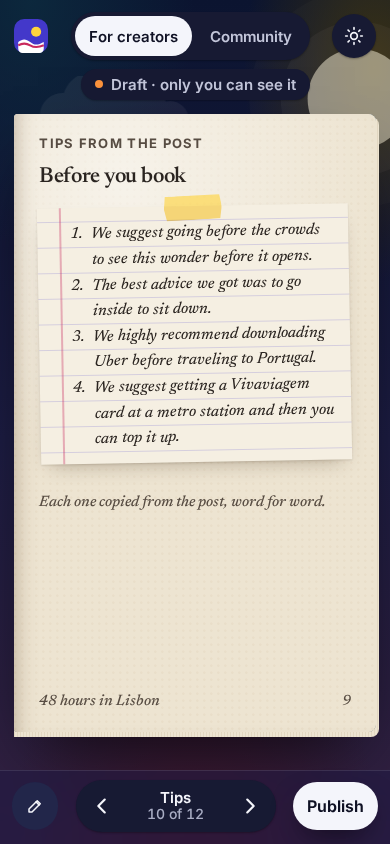 For creators
Community
Draft · only you can see it
TIPS FROM THE POST
Before you book
1. We suggest going before the crowds
to see this wonder before it opens.
2. The best advice we got was to go
inside to sit down.
3. We highly recommend downloading
Uber before traveling to Portugal.
4. We suggest getting a Vivaviagem
card at a metro station and then you
can top it up.
Each one copied from the post, word for word.
48 hours in Lisbon
9
Tips
10 of 12
Publish